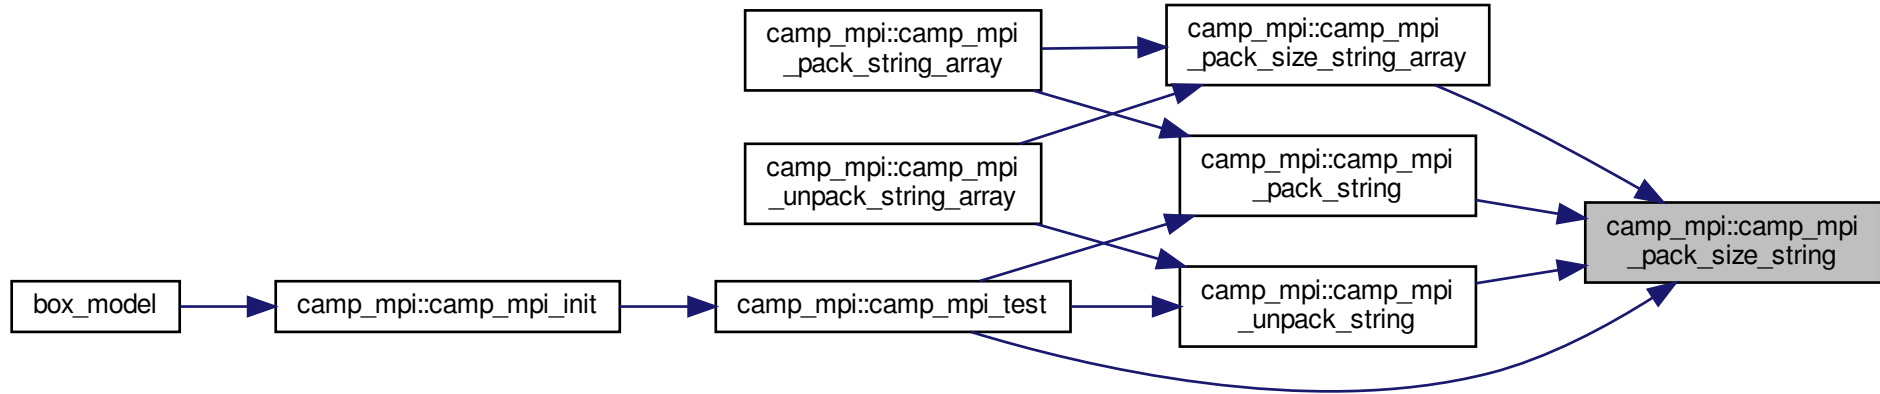 camp_mpi::camp_mpi
_pack_string_array
camp_mpi::camp_mpi
_pack_size_string_array
camp_mpi::camp_mpi
_unpack_string_array
camp_mpi::camp_mpi
_pack_string
camp_mpi::camp_mpi
_pack_size_string
box_model
camp_mpi::camp_mpi_init
camp_mpi::camp_mpi_test
camp_mpi::camp_mpi
_unpack_string